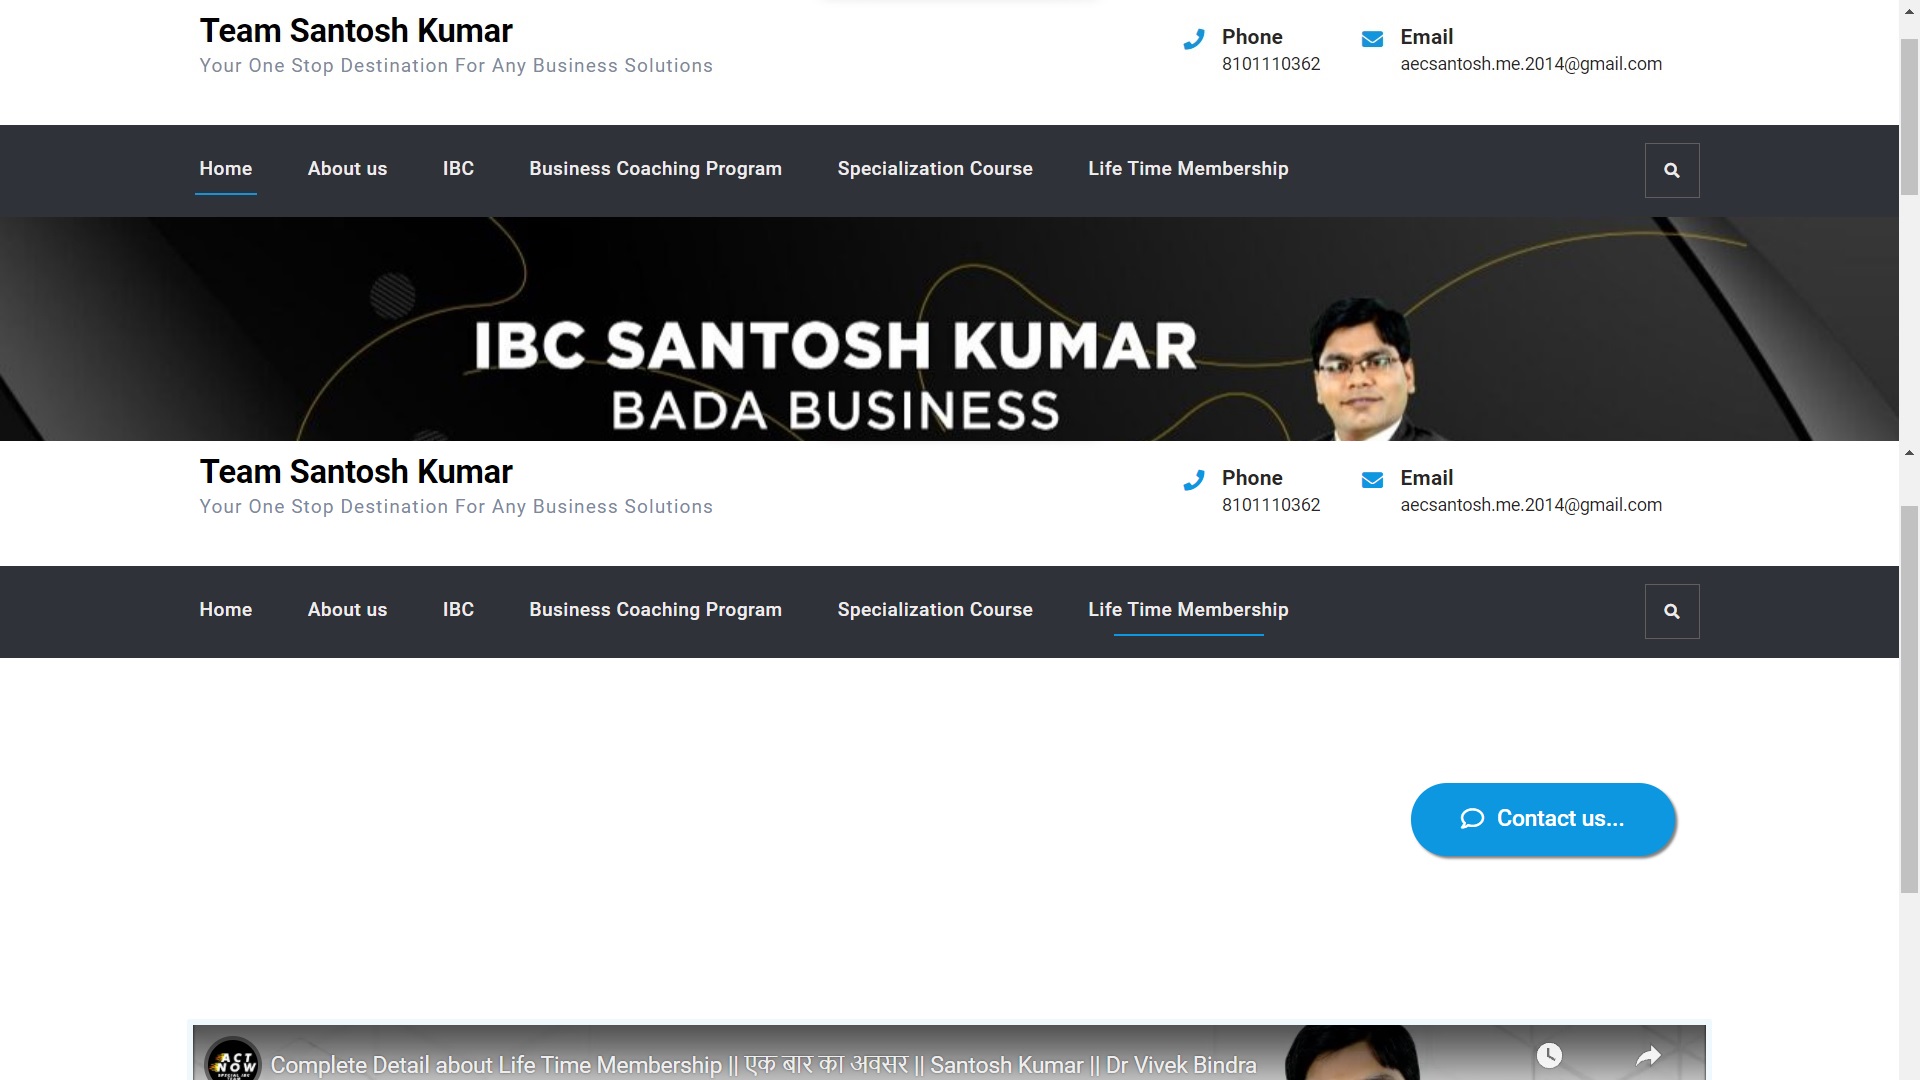 Team Santosh Kumar
Your One Stop Destination For Any Business Solutions
Phone
8101110362
Email
aecsantosh.me.2014@gmail.com
Home About us IBC Business Coaching Program Specialization Course Life Time Membership
IBC SANTOSH KUMAR
BADA BUSINESS
Team Santosh Kumar
Your One Stop Destination For Any Business Solutions
Phone
8101110362
Email
aecsantosh.me.2014@gmail.com
Home About us IBC Business Coaching Program Specialization Course Life Time Membership
Contact us...
ACT
NOW
SPECIAL IBC
TEAM
Complete Detail about Life Time Membership || एक बार का अवसर || Santosh Kumar || Dr Vivek Bindra